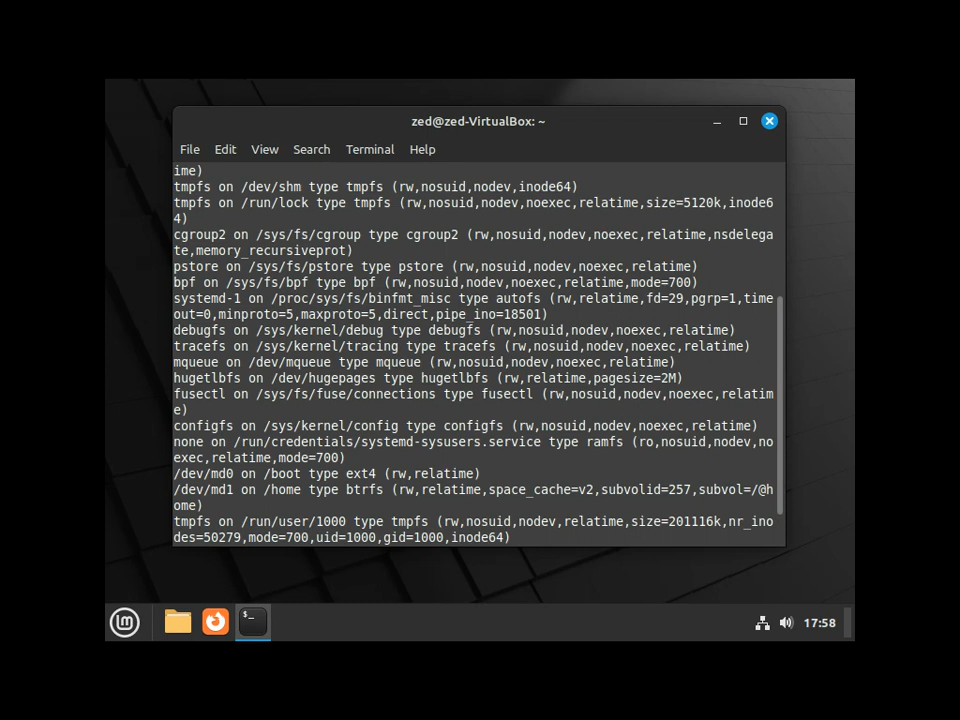 zed@zed-VirtualBox: ~
File Edit View Search Terminal Help
ime)
tmpfs on /dev/shm type tmpfs (rw,nosuid,nodev,inode64)
tmpfs on /run/lock type tmpfs (rw,nosuid,nodev,noexec,relatime,size=5120k,inode6
4)
cgroup2 on /sys/fs/cgroup type cgroup2 (rw,nosuid,nodev,noexec,relatime,nsdelega
te,memory_recursiveprot)
pstore on /sys/fs/pstore type pstore (rw,nosuid,nodev,noexec,relatime)
bpf on /sys/fs/bpf type bpf (rw,nosuid,nodev,noexec,relatime,mode=700)
systemd-1 on /proc/sys/fs/binfmt_misc type autofs (rw,relatime,fd=29,pgrp=1,time
out=0,minproto=5,maxproto=5,direct,pipe_ino=18501)
debugfs on /sys/kernel/debug type debugfs (rw,nosuid,nodev,noexec,relatime)
tracefs on /sys/kernel/tracing type tracefs (rw,nosuid,nodev,noexec,relatime)
mqueue on /dev/mqueue type mqueue (rw,nosuid,nodev,noexec,relatime)
hugetlbfs on /dev/hugepages type hugetlbfs (rw,relatime,pagesize=2M)
fusectl on /sys/fs/fuse/connections type fusectl (rw,nosuid,nodev,noexec,relatim
e)
configfs on /sys/kernel/config type configfs (rw,nosuid,nodev,noexec,relatime)
none on /run/credentials/systemd-sysusers.service type ramfs (ro,nosuid,nodev,no
exec,relatime,mode=700)
/dev/md0 on /boot type ext4 (rw,relatime)
/dev/md1 on /home type btrfs (rw,relatime,space_cache=v2,subvolid=257,subvol=/@h
ome)
tmpfs on /run/user/1000 type tmpfs (rw,nosuid,nodev,relatime,size=201116k,nr_ino
des=50279,mode=700,uid=1000,gid=1000,inode64)
$_
17:58